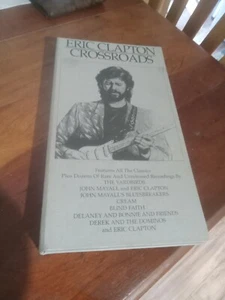 ERIC CLAPTON
CROSSROADS
Features All The Classics
Plus Dozens Of Rare And Unreleased Recordings By
THE YARDBIRDS
JOHN MAYALL and ERIC CLAPTON
JOHN MAYALL'S BLUESBREAKERS
CREAM
BLIND FAITH
DELANEY AND BONNIE AND FRIENDS
DEREK AND THE DOMINOS
and ERIC CLAPTON